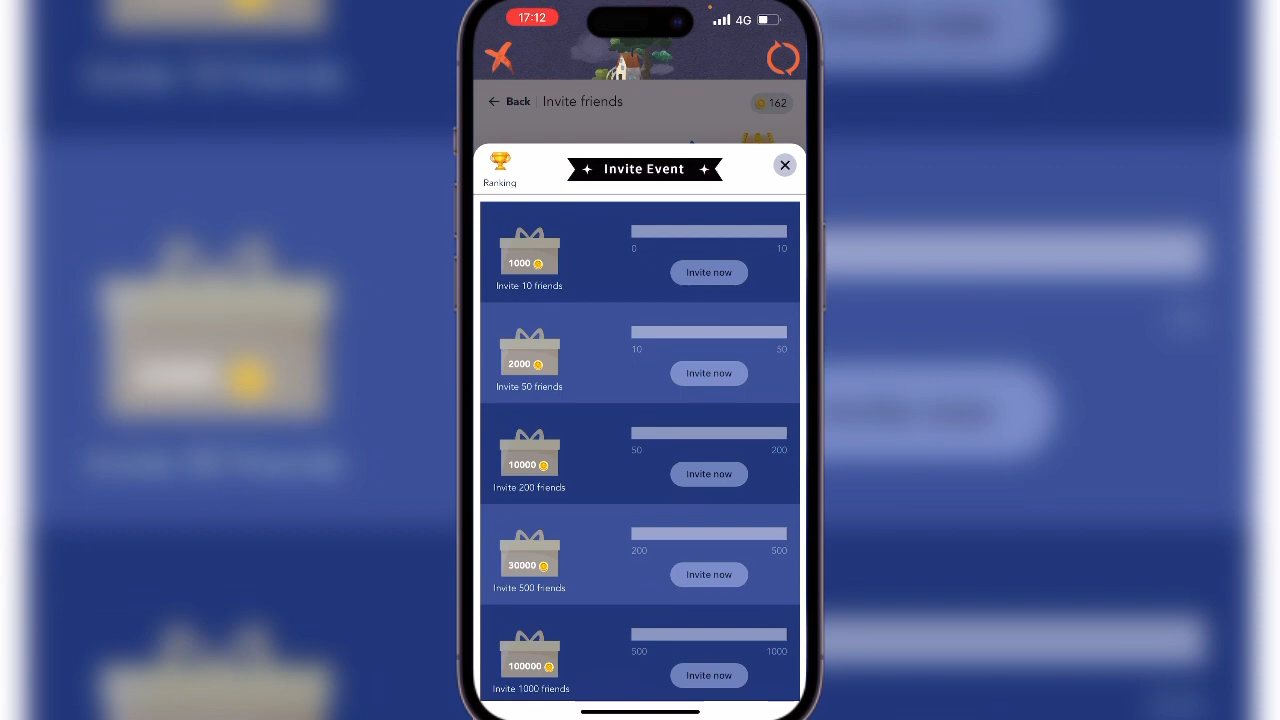 17:12 4G
Back Invite friends 162
Ranking
Invite Event
1000
0 10
Invite now
Invite 10 friends
2000
10 50
Invite now
Invite 50 friends
10000
50 200
Invite now
Invite 200 friends
30000
200 500
Invite now
Invite 500 friends
100000
500 1000
Invite now
Invite 1000 friends